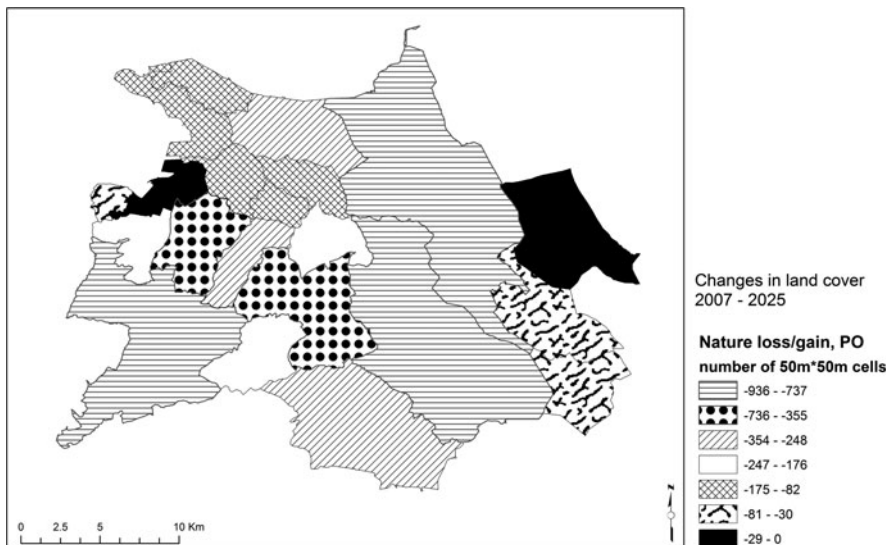 Changes in land cover
2007 - 2025
Nature loss/gain, PO
number of 50m*50m cells
-936 - -737
-736 - -355
-354 - -248
-247 - -176
-175 - -82
-81 - -30
-29 - 0
0 2.5 5 10 Km
N